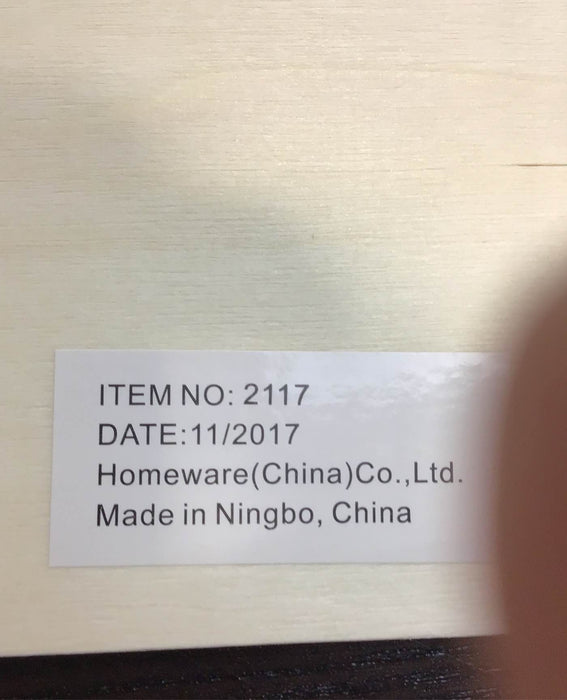 ITEM NO: 2117
DATE:11/2017
Homeware(China)Co.,Ltd.
Made in Ningbo, China